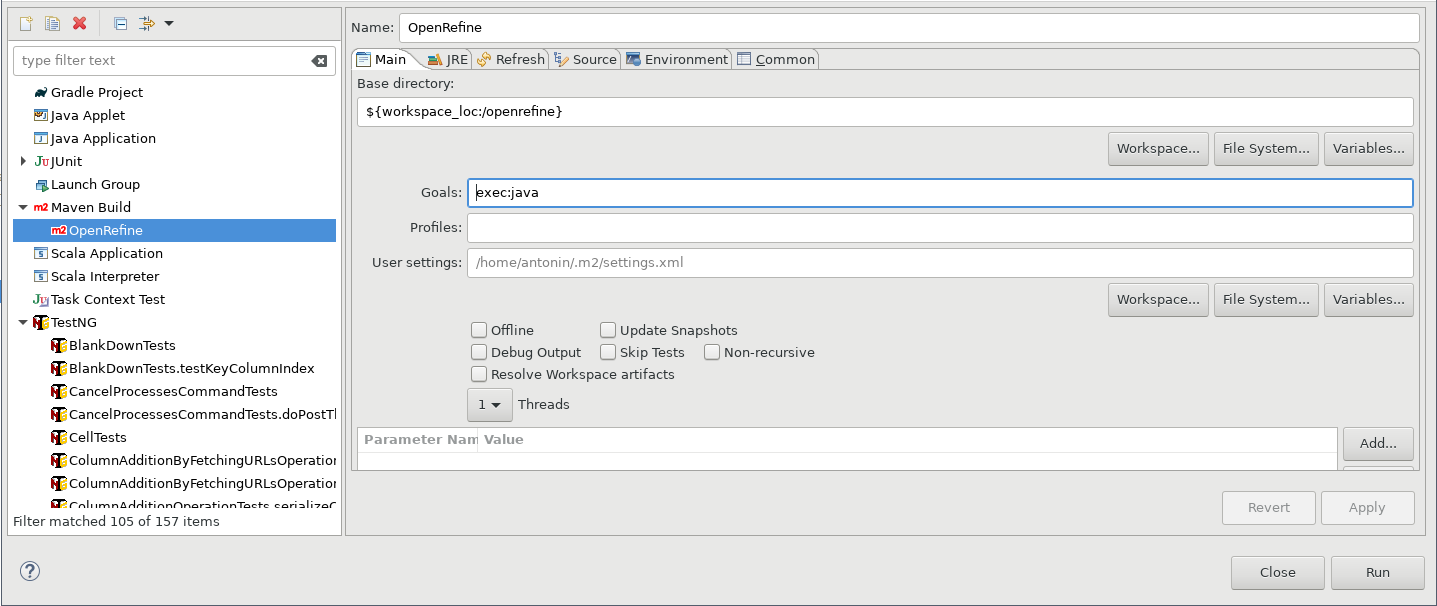 type filter text
Gradle Project
Java Applet
Java Application
JUnit
Launch Group
Maven Build
OpenRefine
Scala Application
Scala Interpreter
Task Context Test
TestNG
BlankDownTests
BlankDownTests.testKeyColumnIndex
CancelProcessesCommandTests
CancelProcessesCommandTests.doPostTl
CellTests
ColumnAdditionByFetchingURLsOperation
ColumnAdditionByFetchingURLsOperation
ColumnAdditionOperationTests.serializeC
Filter matched 105 of 157 items
Name: OpenRefine
Main JRE Refresh Source Environment Common
Base directory:
${workspace_loc:/openrefine}
Workspace... File System... Variables...
Goals: exec:java
Profiles:
User settings: /home/antonin/.m2/settings.xml
Workspace... File System... Variables...
Offline Update Snapshots
Debug Output Skip Tests Non-recursive
Resolve Workspace artifacts
1 Threads
Parameter Nam Value
Add...
Revert Apply
Close Run